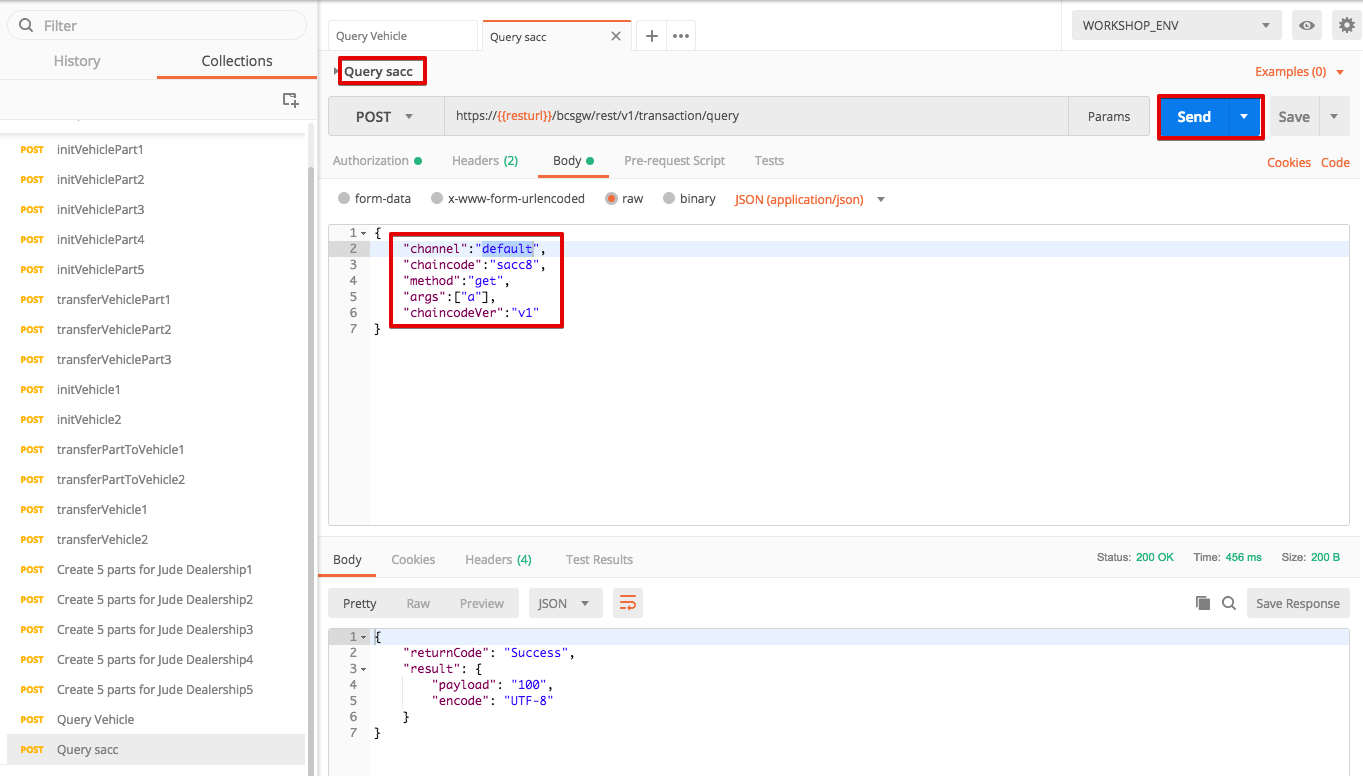 Filter
History
Collections
POST initVehiclePart1
POST initVehiclePart2
POST initVehiclePart3
POST initVehiclePart4
POST initVehiclePart5
POST transferVehiclePart1
POST transferVehiclePart2
POST transferVehiclePart3
POST initVehicle1
POST initVehicle2
POST transferPartToVehicle1
POST transferPartToVehicle2
POST transferVehicle1
POST transferVehicle2
POST Create 5 parts for Jude Dealership1
POST Create 5 parts for Jude Dealership2
POST Create 5 parts for Jude Dealership3
POST Create 5 parts for Jude Dealership4
POST Create 5 parts for Jude Dealership5
POST Query Vehicle
POST Query sacc
Query Vehicle
Query sacc
WORKSHOP_ENV
Query sacc
Examples (0)
POST
https://{{resturl}}/bcsgw/rest/v1/transaction/query
Params
Send
Save
Authorization
Headers (2)
Body
Pre-request Script
Tests
Cookies
Code
form-data
x-www-form-urlencoded
raw
binary
JSON (application/json)
1 {
2 "channel":"default",
3 "chaincode":"sacc8",
4 "method":"get",
5 "args":["a"],
6 "chaincodeVer":"v1"
7 }
Body
Cookies
Headers (4)
Test Results
Status: 200 OK
Time: 456 ms
Size: 200 B
Pretty
Raw
Preview
JSON
Save Response
1 {
2 "returnCode": "Success",
3 "result": {
4 "payload": "100",
5 "encode": "UTF-8"
6 }
7 }